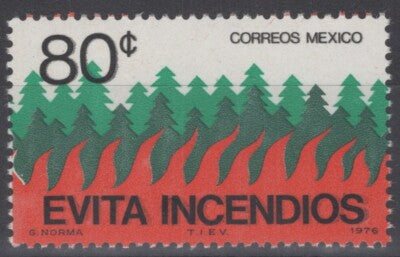 80¢
CORREOS MEXICO
EVITA INCENDIOS
G. NORMA T.I.E.V. 1976